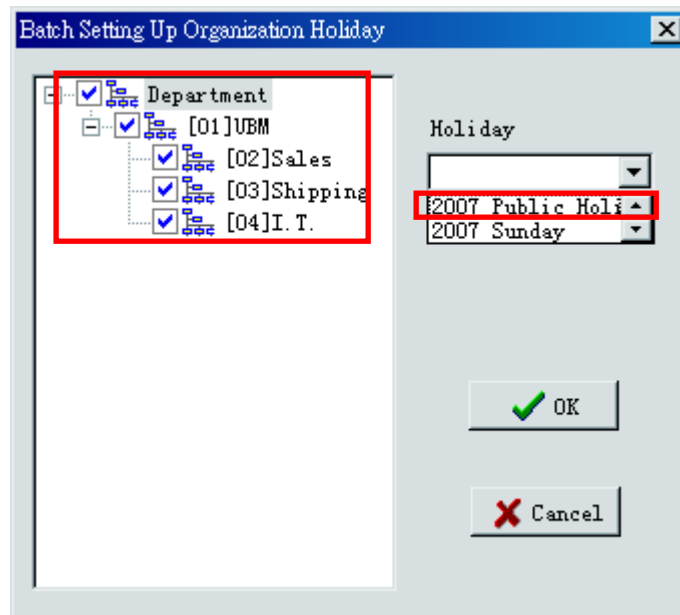 Batch Setting Up Organization Holiday
Department
[01]UBM
[02]Sales
[03]Shipping
[04]I.T.
Holiday
2007 Public Holi
2007 Sunday
OK
Cancel